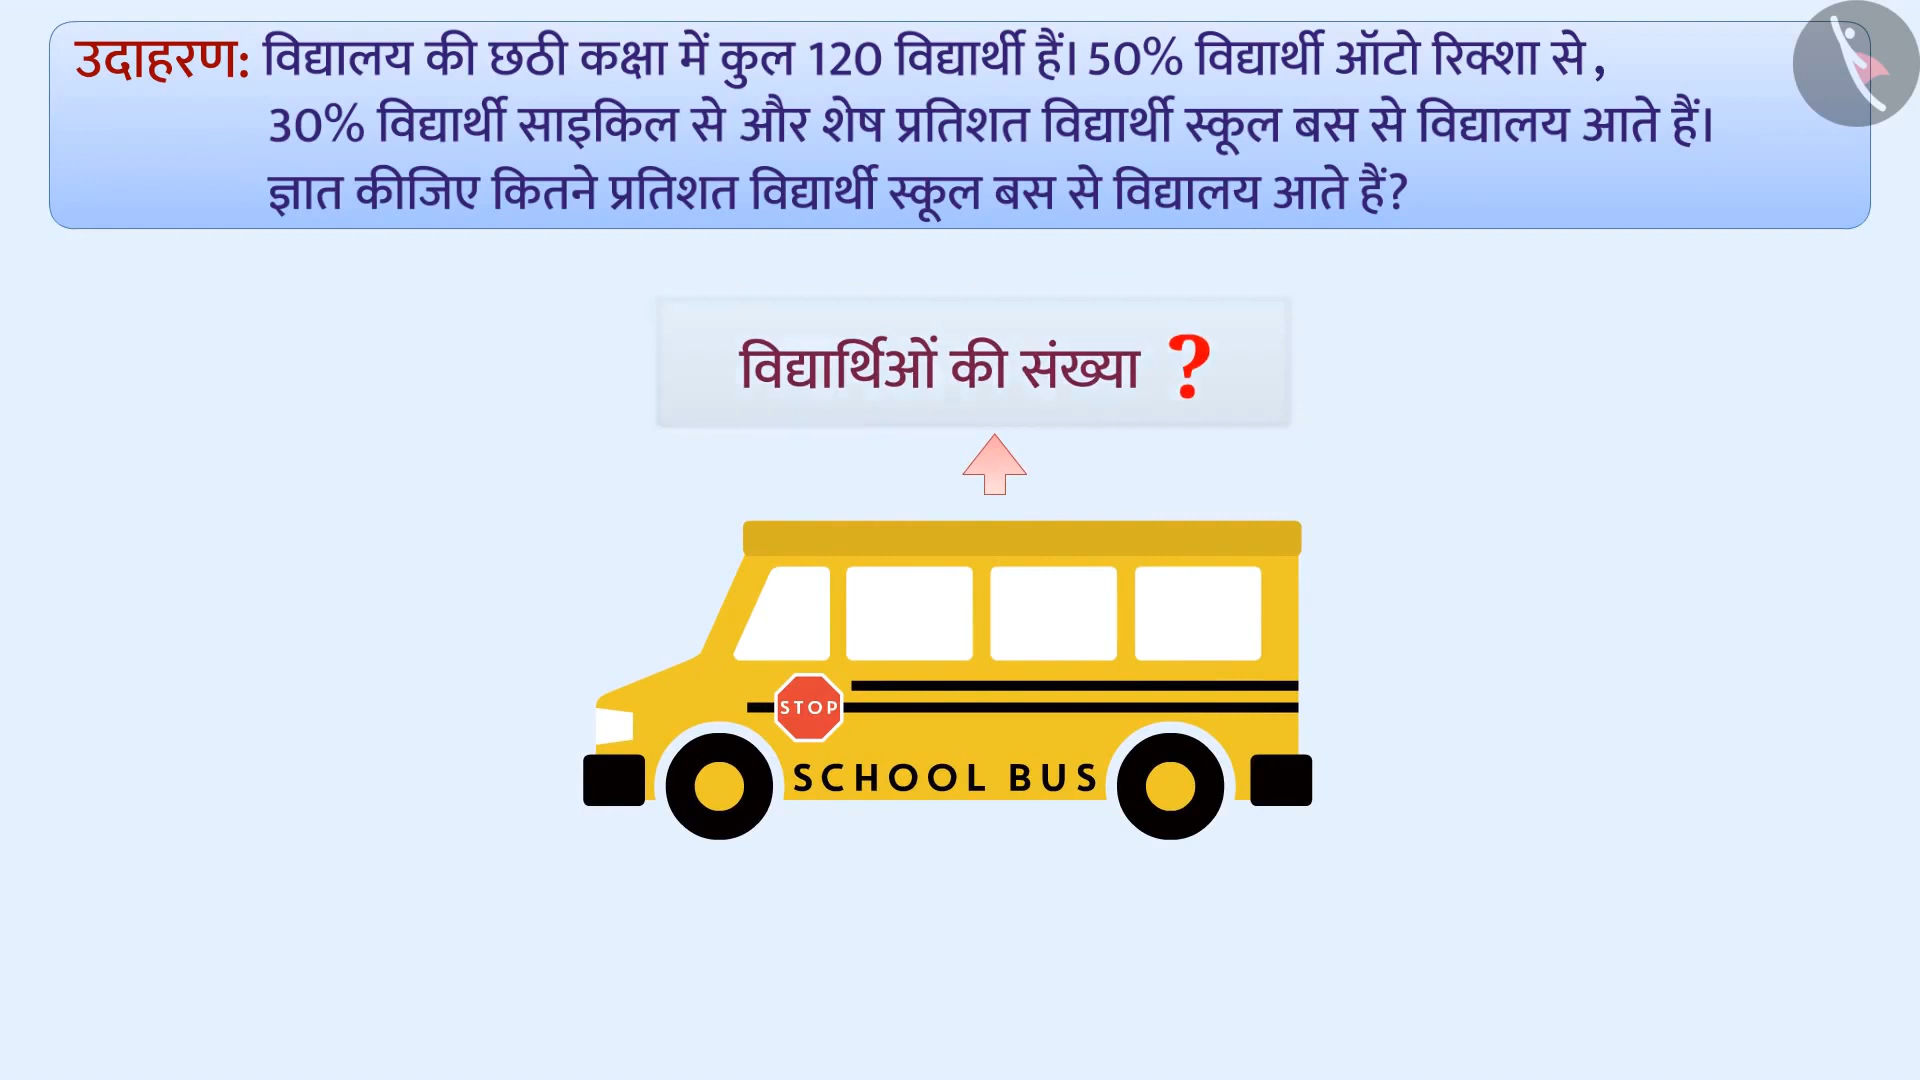 उदाहरण: विद्यालय की छठी कक्षा में कुल 120 विद्यार्थी हैं। 50% विद्यार्थी ऑटो रिक्शा से ,
30% विद्यार्थी साइकिल से और शेष प्रतिशत विद्यार्थी स्कूल बस से विद्यालय आते हैं।
ज्ञात कीजिए कितने प्रतिशत विद्यार्थी स्कूल बस से विद्यालय आते हैं?
विद्यार्थिओं की संख्या ?
STOP
SCHOOL BUS